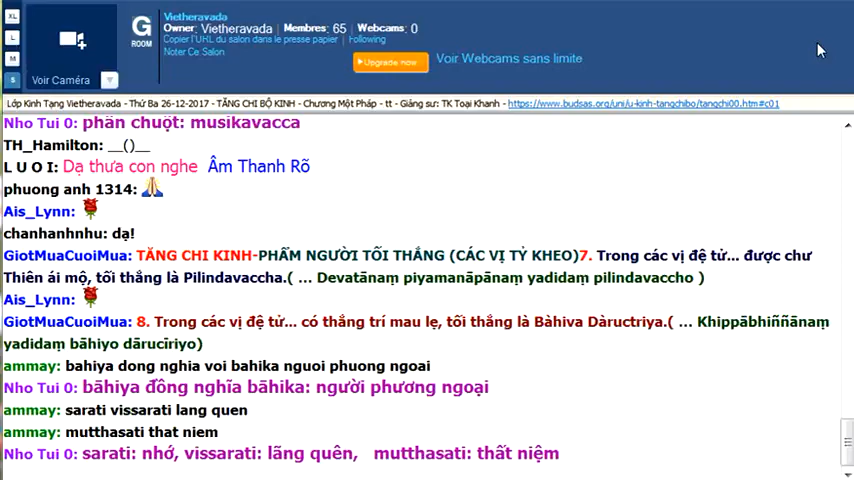 XL
L
M
S
Voir Caméra
G
ROOM
Vietheravada
Owner: Vietheravada | Membres: 65 | Webcams: 0
Copier l'URL du salon dans le presse papier | Following
Noter Ce Salon
Upgrade now
Voir Webcams sans limite
Lớp Kinh Tạng Vietheravada - Thứ Ba 26-12-2017 - TĂNG CHI BỘ KINH - Chương Một Pháp - tt - Giảng sư: TK Toại Khanh - https://www.budsas.org/uni/u-kinh-tangchibo/tangchi00.htm#c01
Nho Tui 0: phân chuột: musikavacca
TH_Hamilton: __()__
L U O I: Dạ thưa con nghe Âm Thanh Rõ
phuong anh 1314:
Ais_Lynn:
chanhanhnhu: dạ!
GiotMuaCuoiMua: TĂNG CHI KINH-PHẨM NGƯỜI TỐI THẮNG (CÁC VỊ TỶ KHEO)7. Trong các vị đệ tử... được chư
Thiên ái mộ, tối thắng là Pilindavaccha.( ... Devatānaṃ piyamanāpānaṃ yadidaṃ pilindavaccho )
Ais_Lynn:
GiotMuaCuoiMua: 8. Trong các vị đệ tử... có thắng trí mau lẹ, tối thắng là Bàhiva Dàructriya.( ... Khippābhiññānaṃ
yadidaṃ bāhiyo dārucīriyo)
ammay: bahiya dong nghia voi bahika nguoi phuong ngoai
Nho Tui 0: bāhiya đồng nghĩa bāhika: người phương ngoại
ammay: sarati vissarati lang quen
ammay: mutthasati that niem
Nho Tui 0: sarati: nhớ, vissarati: lãng quên, mutthasati: thất niệm